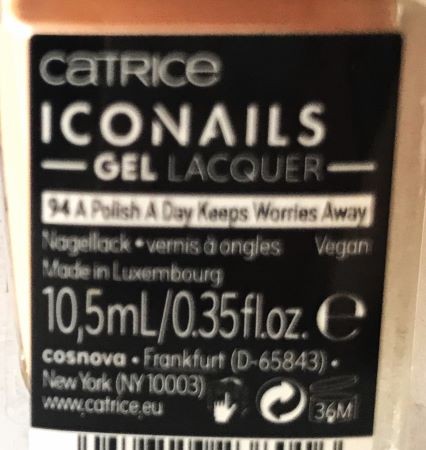 CATRICE
ICONAILS
GEL LACQUER
94 A Polish A Day Keeps Worries Away
Nagellack • vernis à ongles Vegan
Made in Luxembourg
10,5mL/0.35fl.oz. ℮
cosnova • Frankfurt (D-65843) •
New York (NY 10003)
www.catrice.eu
36M